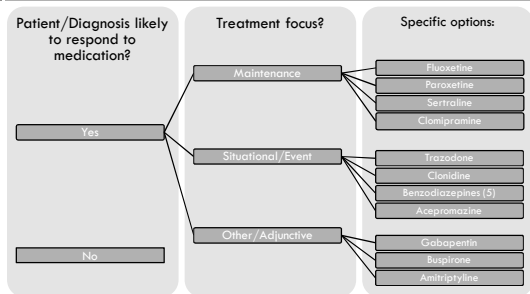 Patient/Diagnosis likely
to respond to
medication?
Yes
No
Treatment focus?
Maintenance
Situational/Event
Other/Adjunctive
Specific options:
Fluoxetine
Paroxetine
Sertraline
Clomipramine
Trazodone
Clonidine
Benzodiazepines (5)
Acepromazine
Gabapentin
Buspirone
Amitriptyline